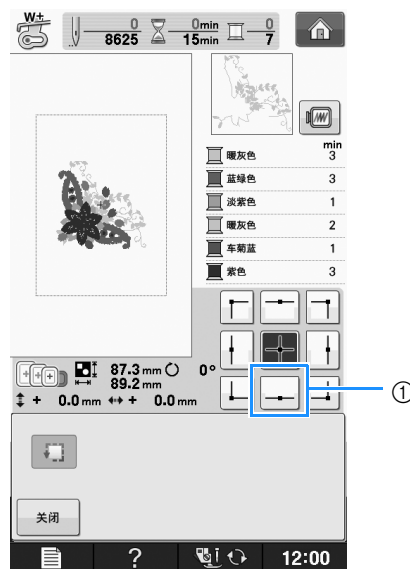 W+
0 0min 0
8625 15min 7
min
暖灰色 3
蓝绿色 3
淡紫色 1
暖灰色 2
车菊蓝 1
紫色 3
87.3 mm 0°
89.2 mm
+ 0.0 mm + 0.0 mm
①
关闭
? 12:00